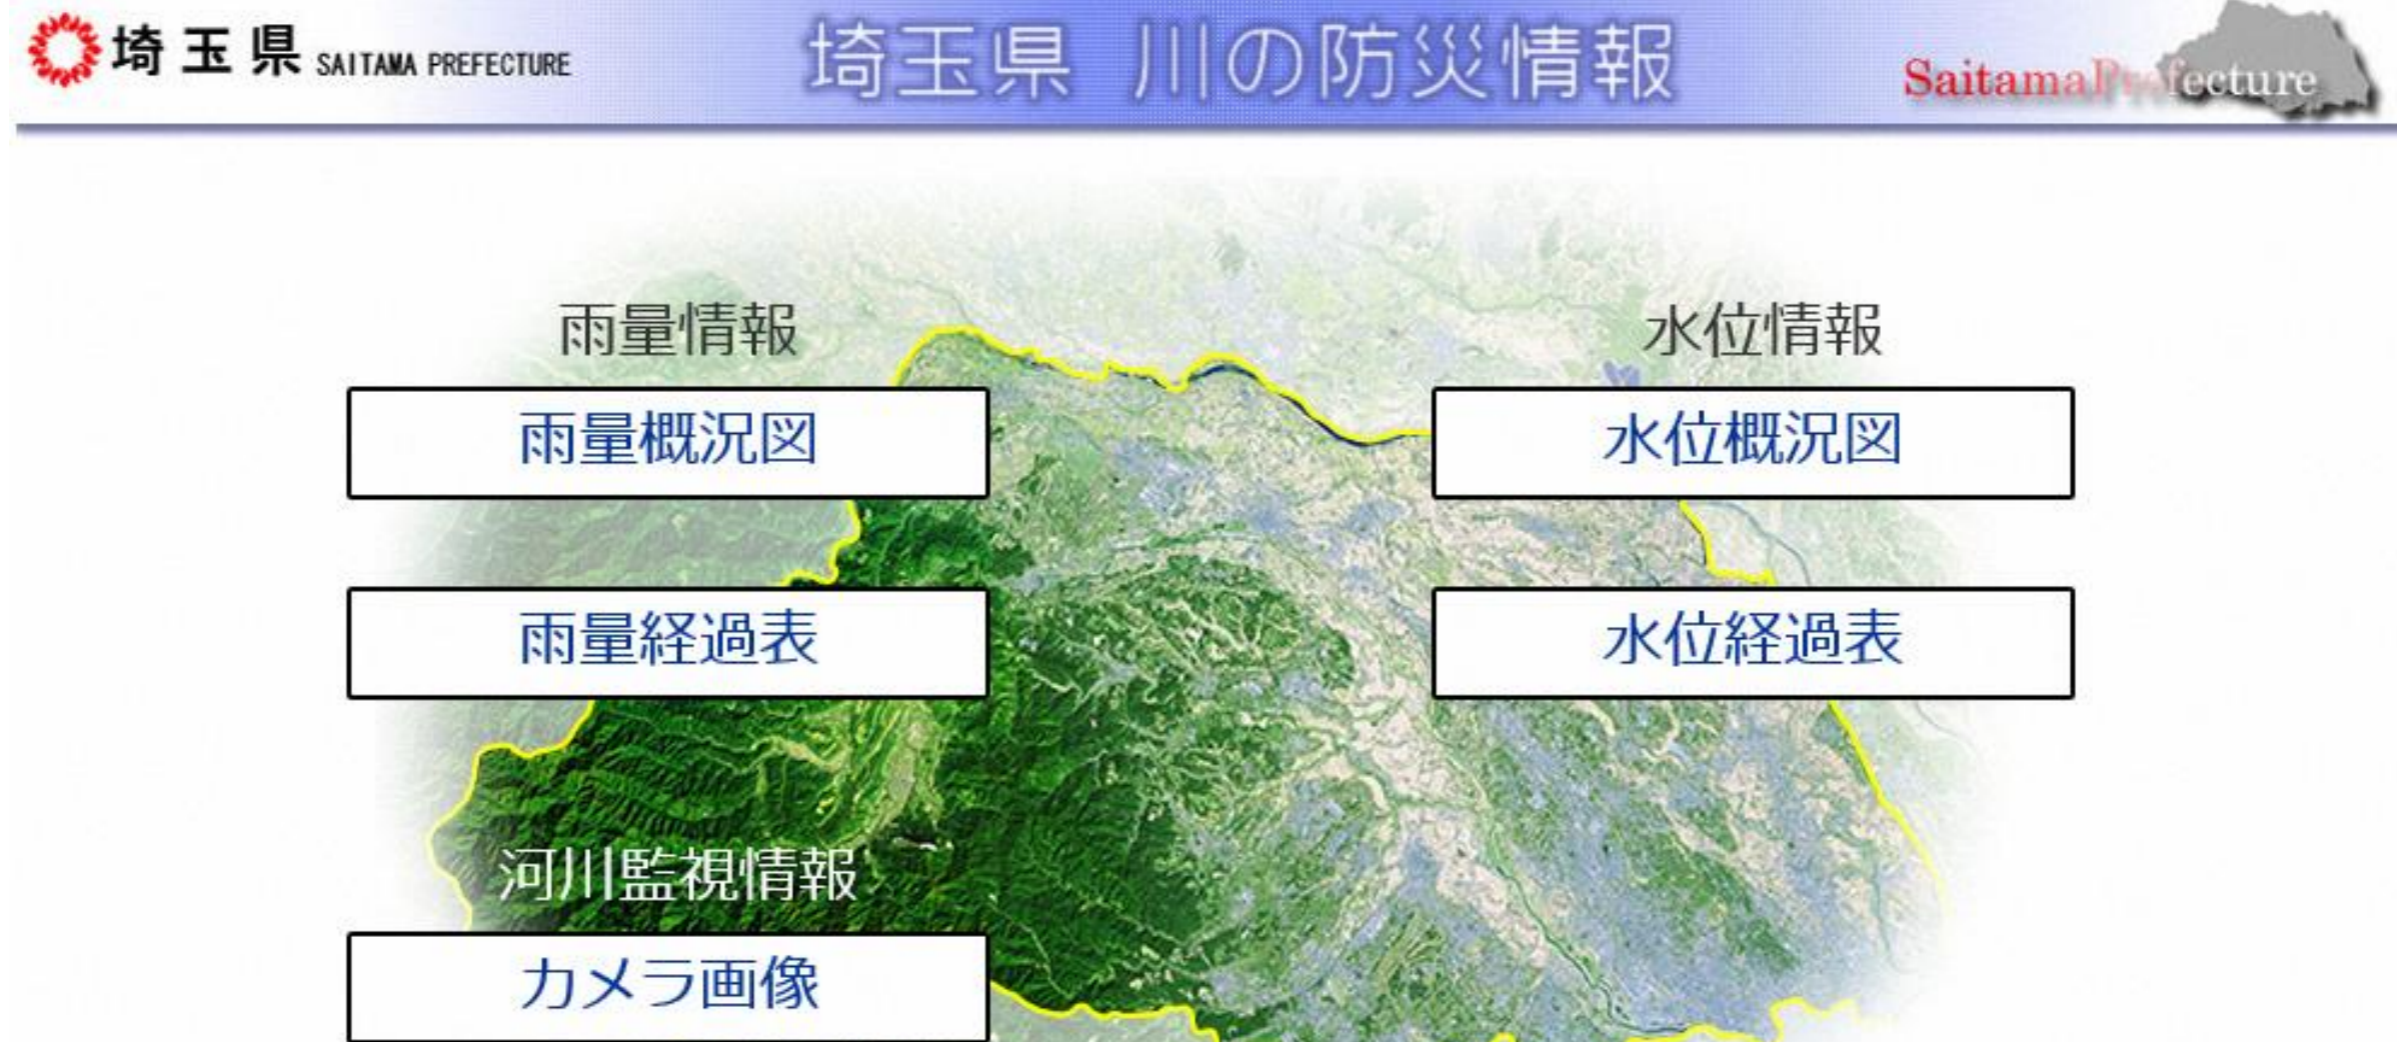 埼玉県 SAITAMA PREFECTURE
埼玉県 川の防災情報
SaitamaPrefecture
雨量情報
雨量概況図
雨量経過表
水位情報
水位概況図
水位経過表
河川監視情報
カメラ画像